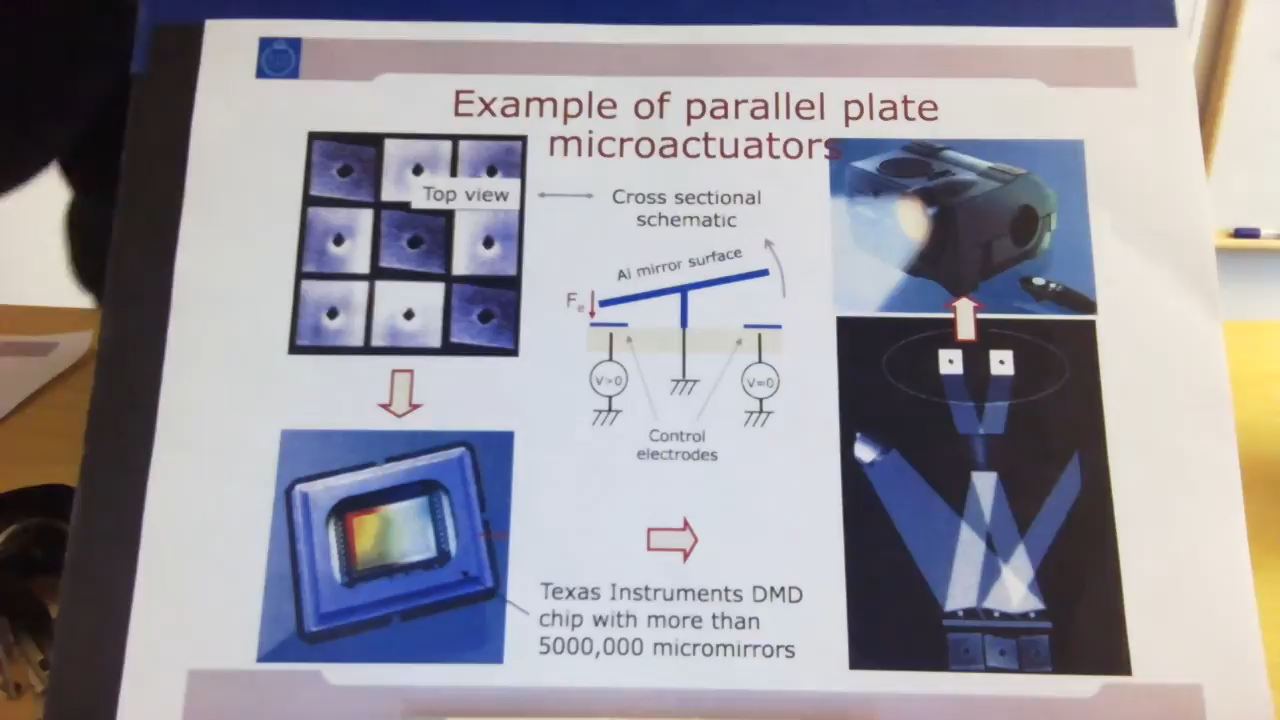 Example of parallel plate
microactuators
Top view
Cross sectional
schematic
Al mirror surface
Fe
V>0
V=0
Control
electrodes
Texas Instruments DMD
chip with more than
5000,000 micromirrors